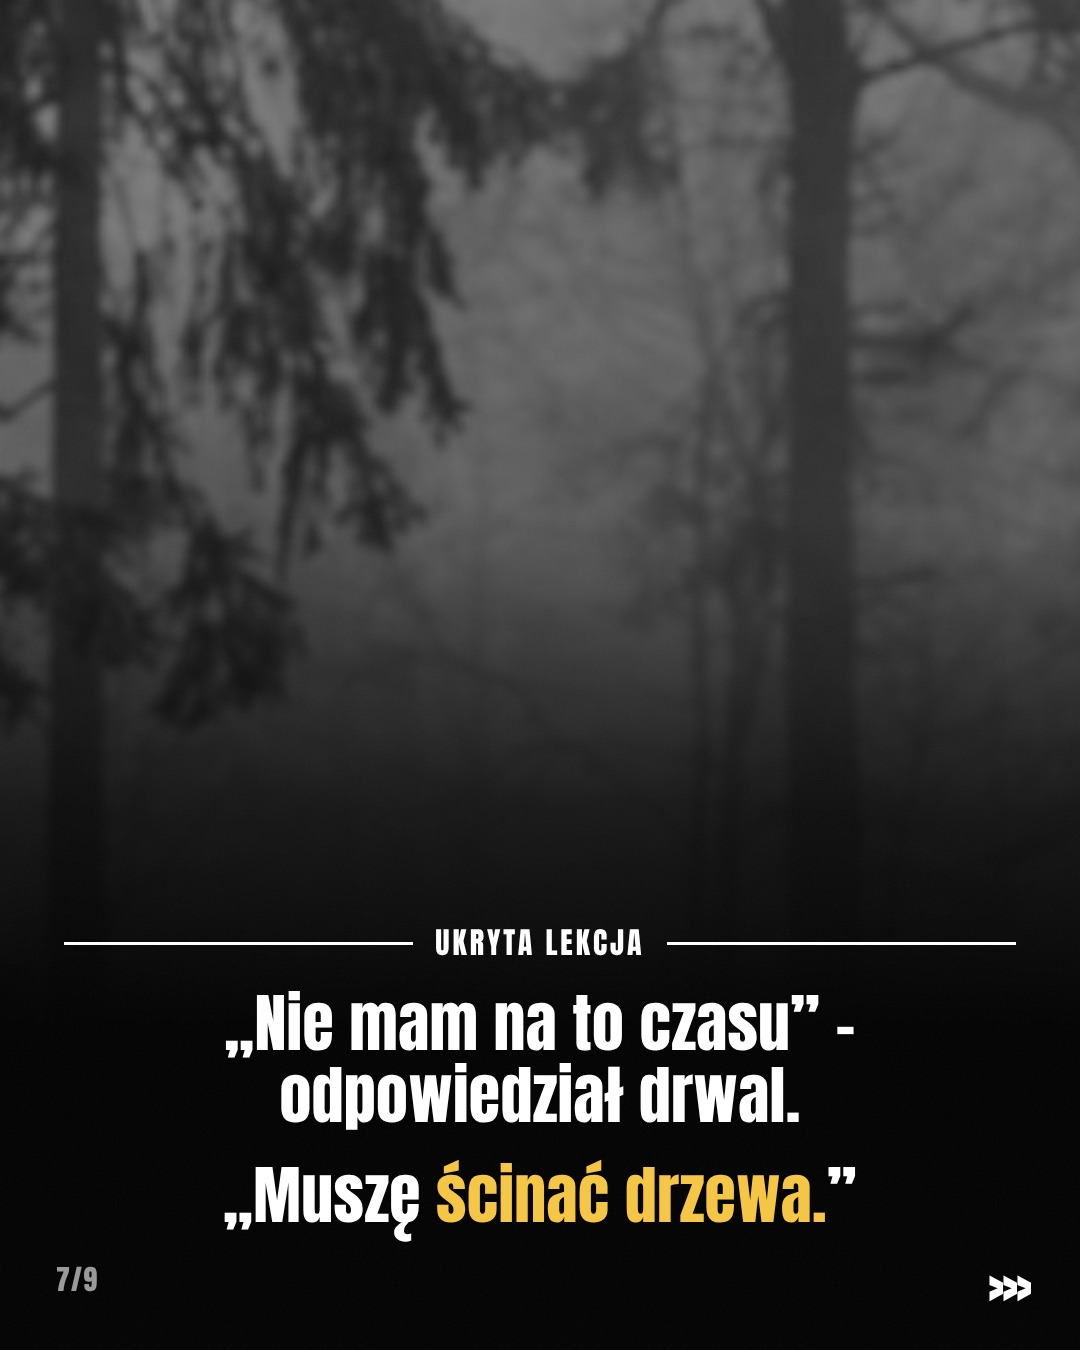 UKRYTA LEKCJA
„Nie mam na to czasu” -
odpowiedział drwal.
„Muszę ścinać drzewa.”
7/9